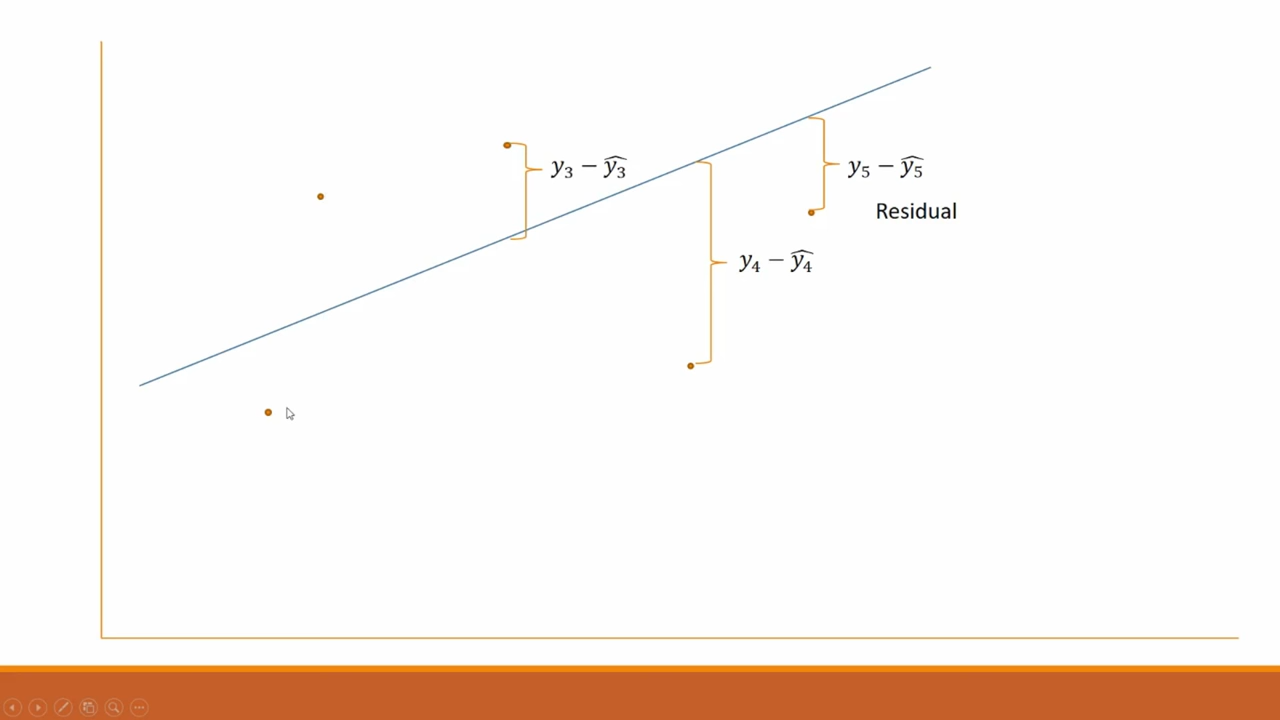 y₃ − ŷ₃
y₅ − ŷ₅
Residual
y₄ − ŷ₄